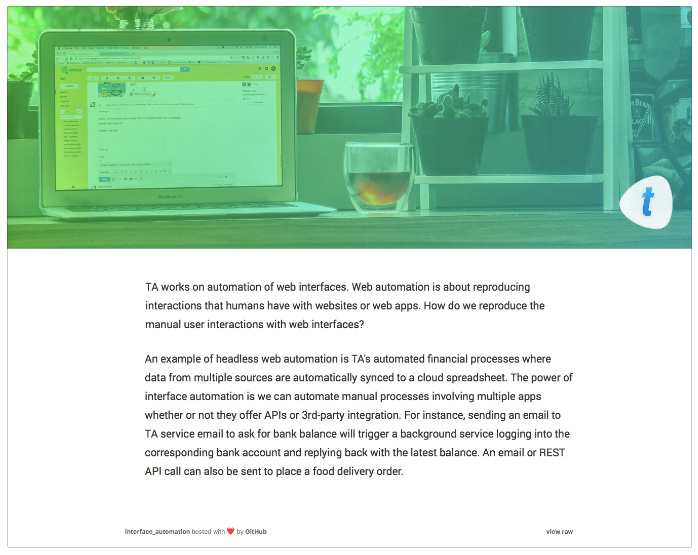 MacBook Air
t
TA works on automation of web interfaces. Web automation is about reproducing
interactions that humans have with websites or web apps. How do we reproduce the
manual user interactions with web interfaces?
An example of headless web automation is TA's automated financial processes where
data from multiple sources are automatically synced to a cloud spreadsheet. The power of
interface automation is we can automate manual processes involving multiple apps
whether or not they offer APIs or 3rd-party integration. For instance, sending an email to
TA service email to ask for bank balance will trigger a background service logging into the
corresponding bank account and replying back with the latest balance. An email or REST
API call can also be sent to place a food delivery order.
interface_automation hosted with ❤ by GitHub
view raw